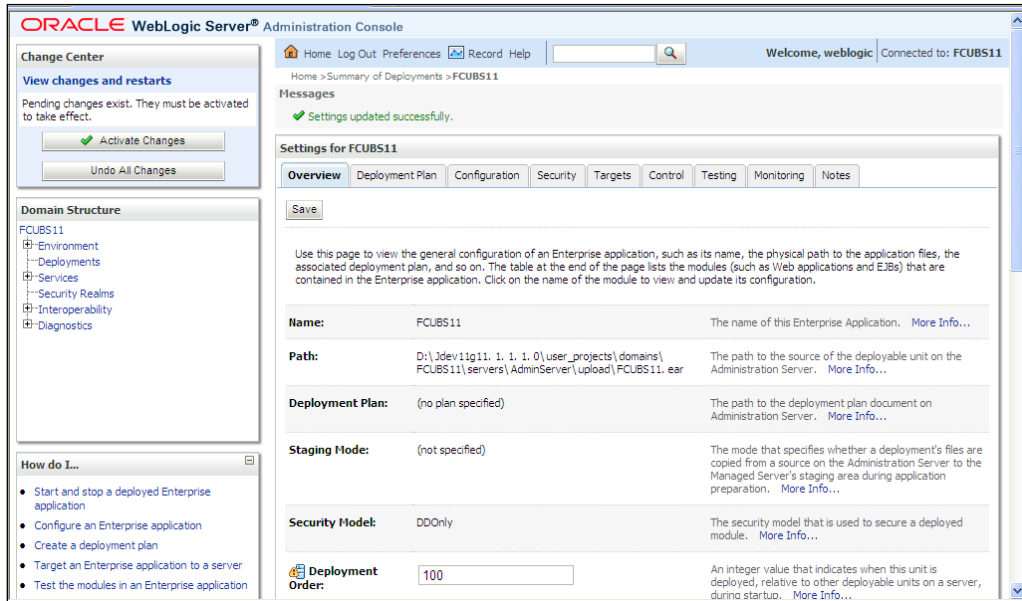 ORACLE WebLogic Server® Administration Console
Change Center
View changes and restarts
Pending changes exist. They must be activated
to take effect.
Activate Changes
Undo All Changes
Domain Structure
FCUBS11
Environment
Deployments
Services
Security Realms
Interoperability
Diagnostics
How do I...
Start and stop a deployed Enterprise
application
Configure an Enterprise application
Create a deployment plan
Target an Enterprise application to a server
Test the modules in an Enterprise application
Home Log Out Preferences Record Help
Welcome, weblogic Connected to: FCUBS11
Home >Summary of Deployments >FCUBS11
Messages
Settings updated successfully.
Settings for FCUBS11
Overview Deployment Plan Configuration Security Targets Control Testing Monitoring Notes
Save
Use this page to view the general configuration of an Enterprise application, such as its name, the physical path to the application files, the
associated deployment plan, and so on. The table at the end of the page lists the modules (such as Web applications and EJBs) that are
contained in the Enterprise application. Click on the name of the module to view and update its configuration.
Name: FCUBS11 The name of this Enterprise Application. More Info...
Path:
D:\Jdev11g11. 1. 1. 1. 0\user_projects\domains\
FCUBS11\servers\AdminServer\upload\FCUBS11. ear
The path to the source of the deployable unit on the
Administration Server. More Info...
Deployment Plan: (no plan specified)
The path to the deployment plan document on
Administration Server. More Info...
Staging Mode: (not specified)
The mode that specifies whether a deployment's files are
copied from a source on the Administration Server to the
Managed Server's staging area during application
preparation. More Info...
Security Model: DDOnly
The security model that is used to secure a deployed
module. More Info...
Deployment
Order:
100
An integer value that indicates when this unit is
deployed, relative to other deployable units on a server,
during startup. More Info...